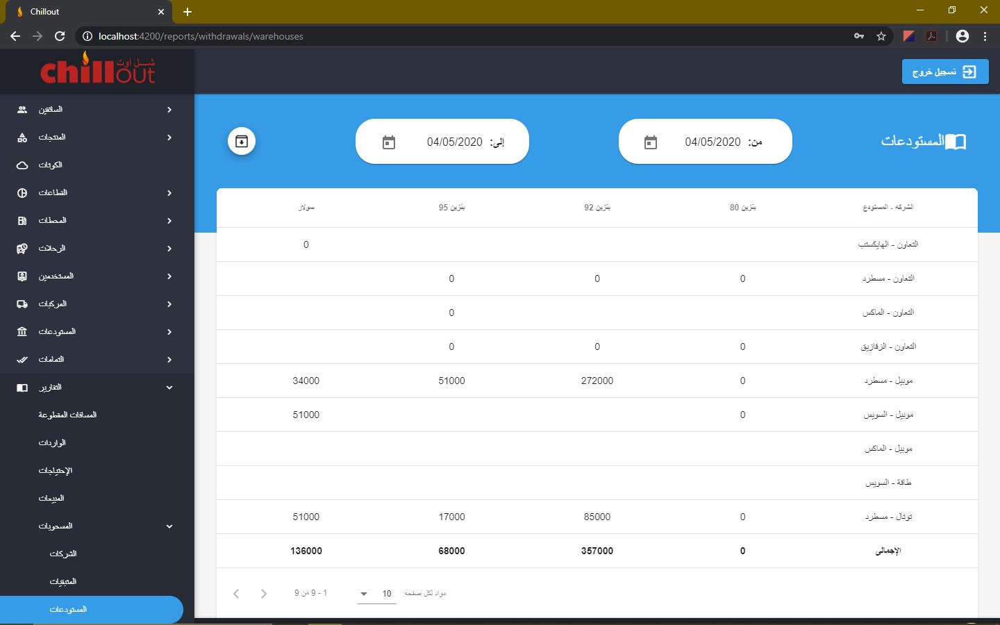 Chillout
localhost:4200/reports/withdrawals/warehouses
chillout شل أوت
تسجيل خروج
السائقين
المنتجات
الكوتات
القطاعات
المحطات
الرحلات
المستخدمين
المركبات
المستودعات
التمامات
التقارير
المسافات المقطوعة
الواردات
الإحتياجات
المبيعات
المسحوبات
الشركات
المتبقيات
المستودعات
المستودعات
من: 04/05/2020
إلى: 04/05/2020
الشركه - المستودع بنزين 80 بنزين 92 بنزين 95 سولار
التعاون - الهايكستب 0
التعاون - مسطرد 0 0 0
التعاون - الماكس 0
التعاون - الزقازيق 0 0 0
موبيل - مسطرد 0 272000 51000 34000
موبيل - السويس 0 51000
موبيل - الماكس
طاقة - السويس
توتال - مسطرد 0 85000 17000 51000
الإجمالى 0 357000 68000 136000
مواد لكل صفحه: 10 1 - 9 من 9